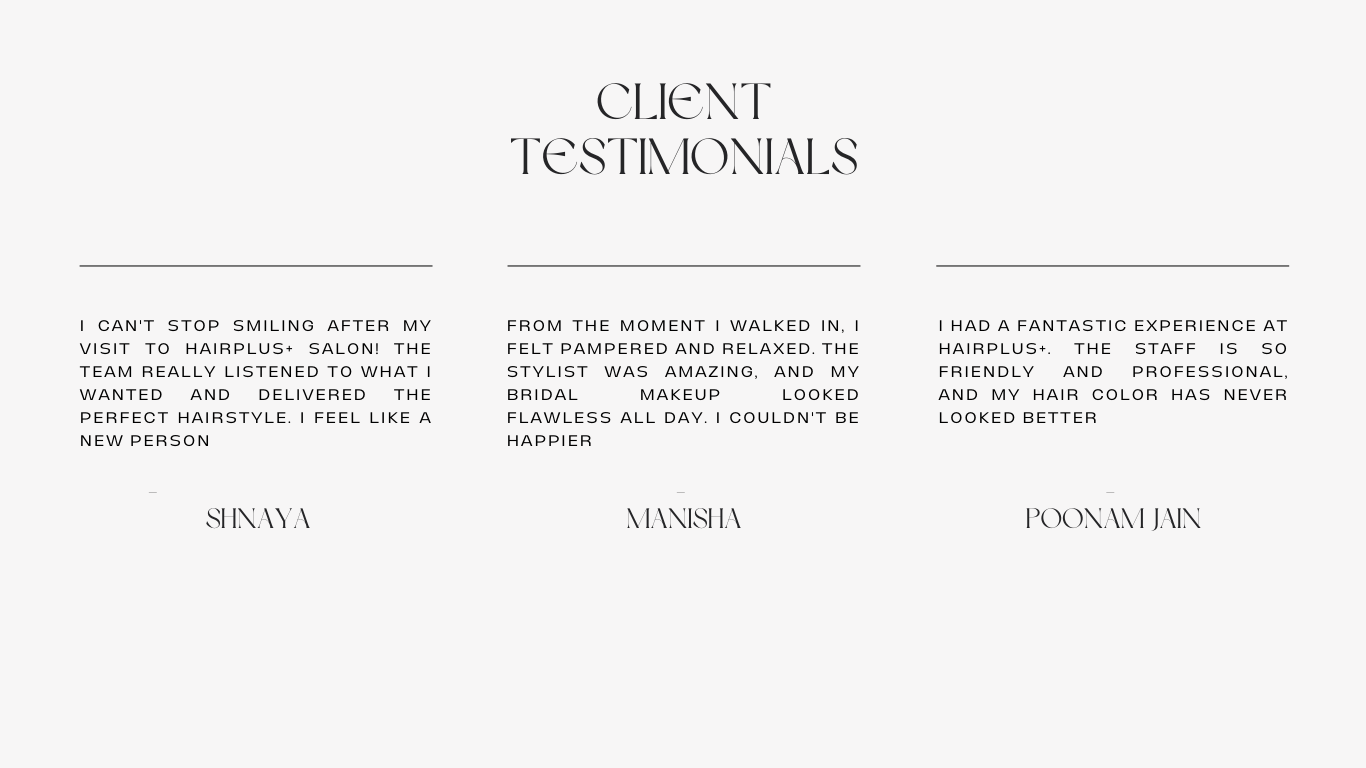 CLIENT
TESTIMONIALS
I CAN'T STOP SMILING AFTER MY
VISIT TO HAIRPLUS+ SALON! THE
TEAM REALLY LISTENED TO WHAT I
WANTED AND DELIVERED THE
PERFECT HAIRSTYLE. I FEEL LIKE A
NEW PERSON
–
SHNAYA
FROM THE MOMENT I WALKED IN, I
FELT PAMPERED AND RELAXED. THE
STYLIST WAS AMAZING, AND MY
BRIDAL MAKEUP LOOKED
FLAWLESS ALL DAY. I COULDN'T BE
HAPPIER
–
MANISHA
I HAD A FANTASTIC EXPERIENCE AT
HAIRPLUS+. THE STAFF IS SO
FRIENDLY AND PROFESSIONAL,
AND MY HAIR COLOR HAS NEVER
LOOKED BETTER
–
POONAM JAIN